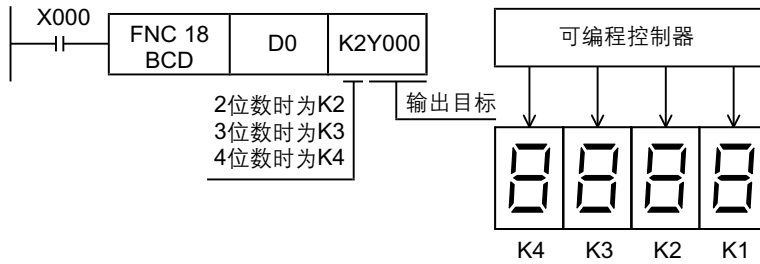 X000
FNC 18
BCD
D0
K2Y000
2位数时为K2
3位数时为K3
4位数时为K4
输出目标
可编程控制器
K4
K3
K2
K1